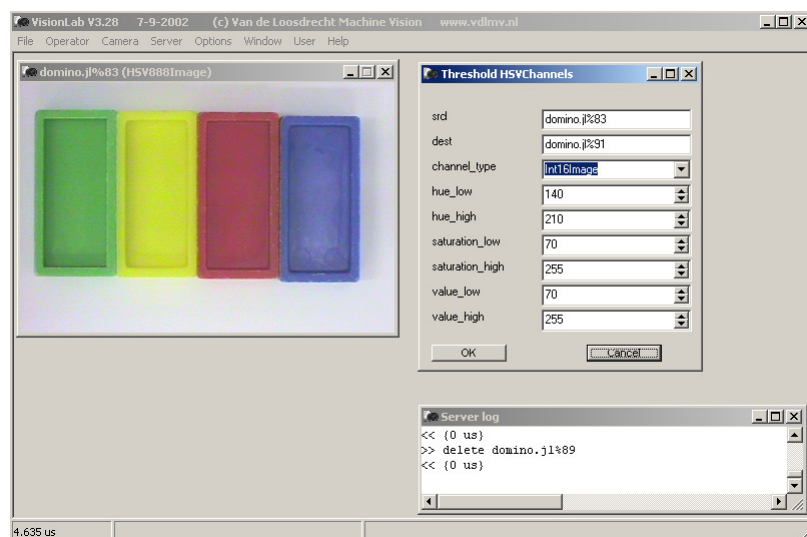 VisionLab V3.28 7-9-2002 (c) Van de Loosdrecht Machine Vision www.vdlmv.nl
File Operator Camera Server Options Window User Help
domino.jl%83 (HSV888Image)
Threshold HSVChannels
srcI domino.jl%83
dest domino.jl%91
channel_type Int16Image
hue_low 140
hue_high 210
saturation_low 70
saturation_high 255
value_low 70
value_high 255
OK Cancel
Server log
<< {0 us}
>> delete domino.jl%89
<< {0 us}
4.635 us